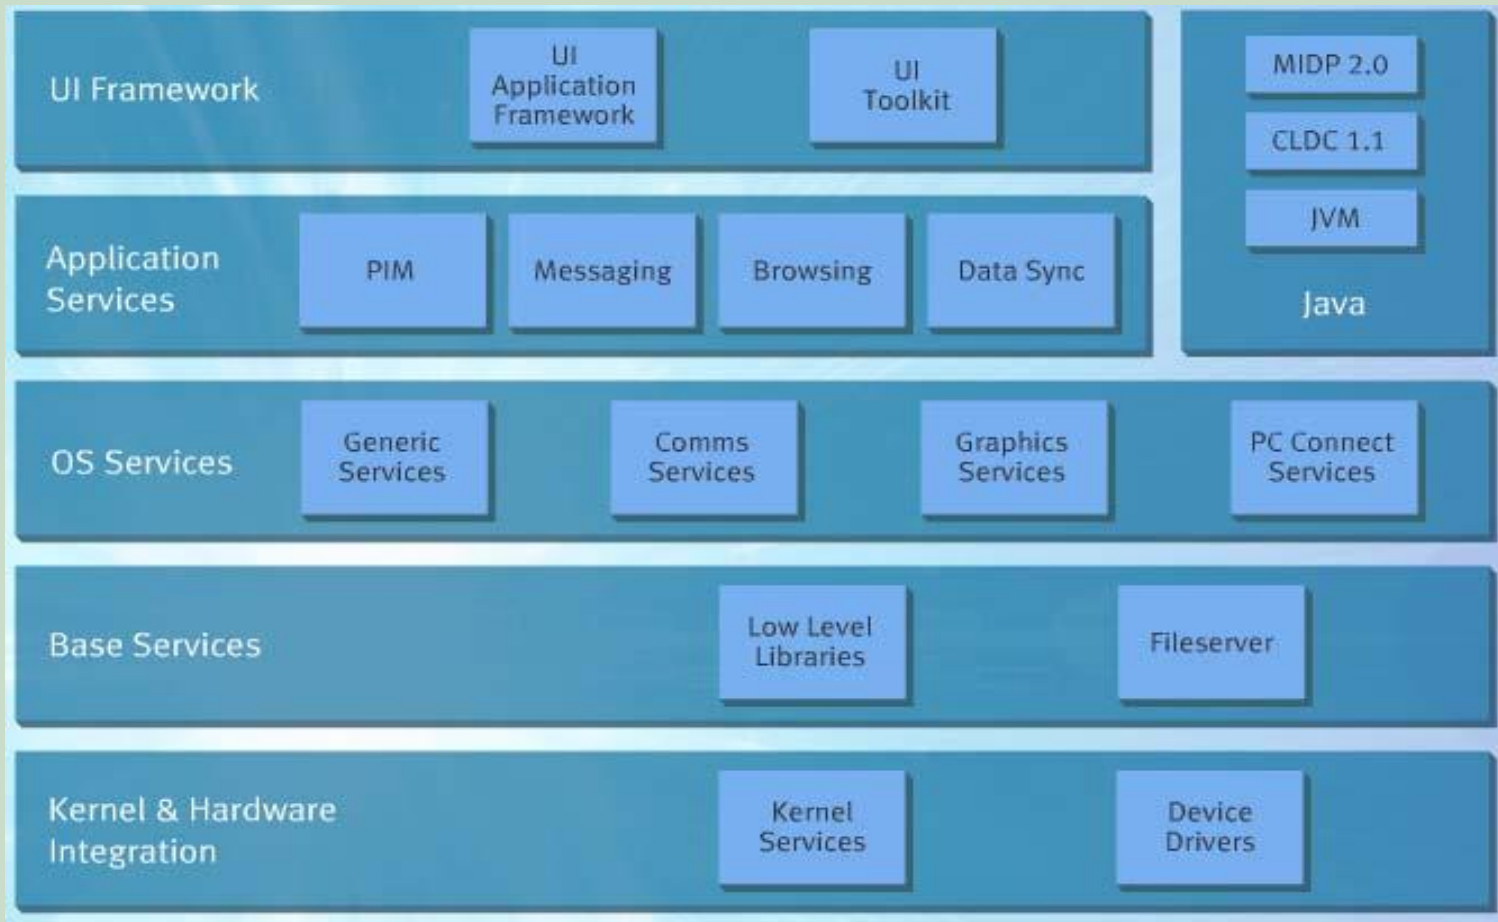 UI Framework
UI
Application
Framework
UI
Toolkit
MIDP 2.0
CLDC 1.1
JVM
Java
Application
Services
PIM
Messaging
Browsing
Data Sync
OS Services
Generic
Services
Comms
Services
Graphics
Services
PC Connect
Services
Base Services
Low Level
Libraries
Fileserver
Kernel & Hardware
Integration
Kernel
Services
Device
Drivers